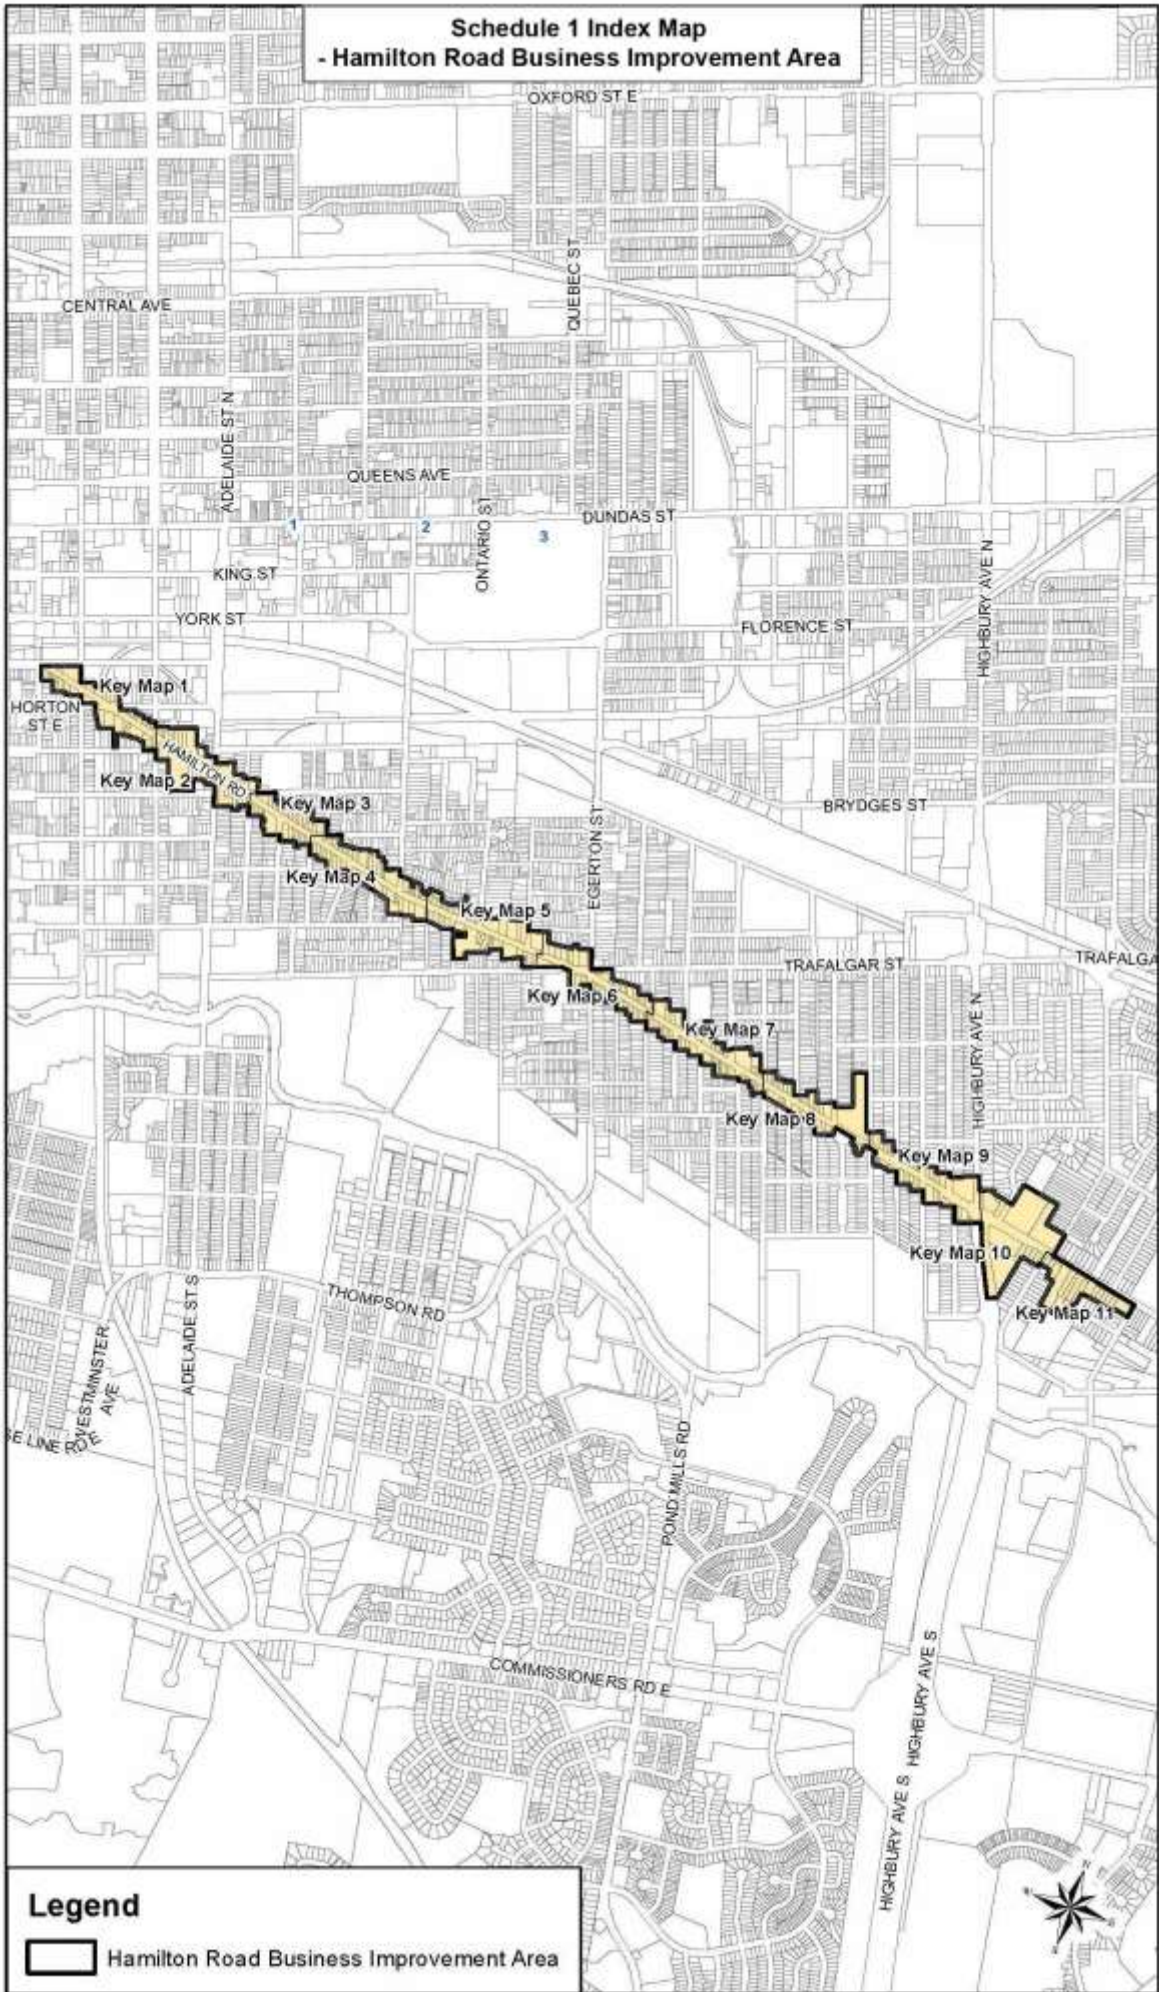 Schedule 1 Index Map
- Hamilton Road Business Improvement Area
OXFORD ST E
QUEBEC ST
CENTRAL AVE
ADELAIDE ST N
QUEENS AVE
ONTARIO ST
DUNDAS ST
1
2
3
KING ST
HIGHBURY AVE N
YORK ST
FLORENCE ST
Key Map 1
HORTON
ST E
HAMILTON RD
Key Map 2
Key Map 3
BRYDGES ST
EGERTON ST
Key Map 4
Key Map 5
TRAFALGAR ST
TRAFALGA
Key Map 6
HIGHBURY AVE N
Key Map 7
Key Map 8
Key Map 9
Key Map 10
Key Map 11
THOMPSON RD
ADELAIDE ST S
WESTMINSTER
AVE
SE LINE RD E
POND MILLS RD
COMMISSIONERS RD E
HIGHBURY AVE S
HIGHBURY AVE S
Legend
Hamilton Road Business Improvement Area